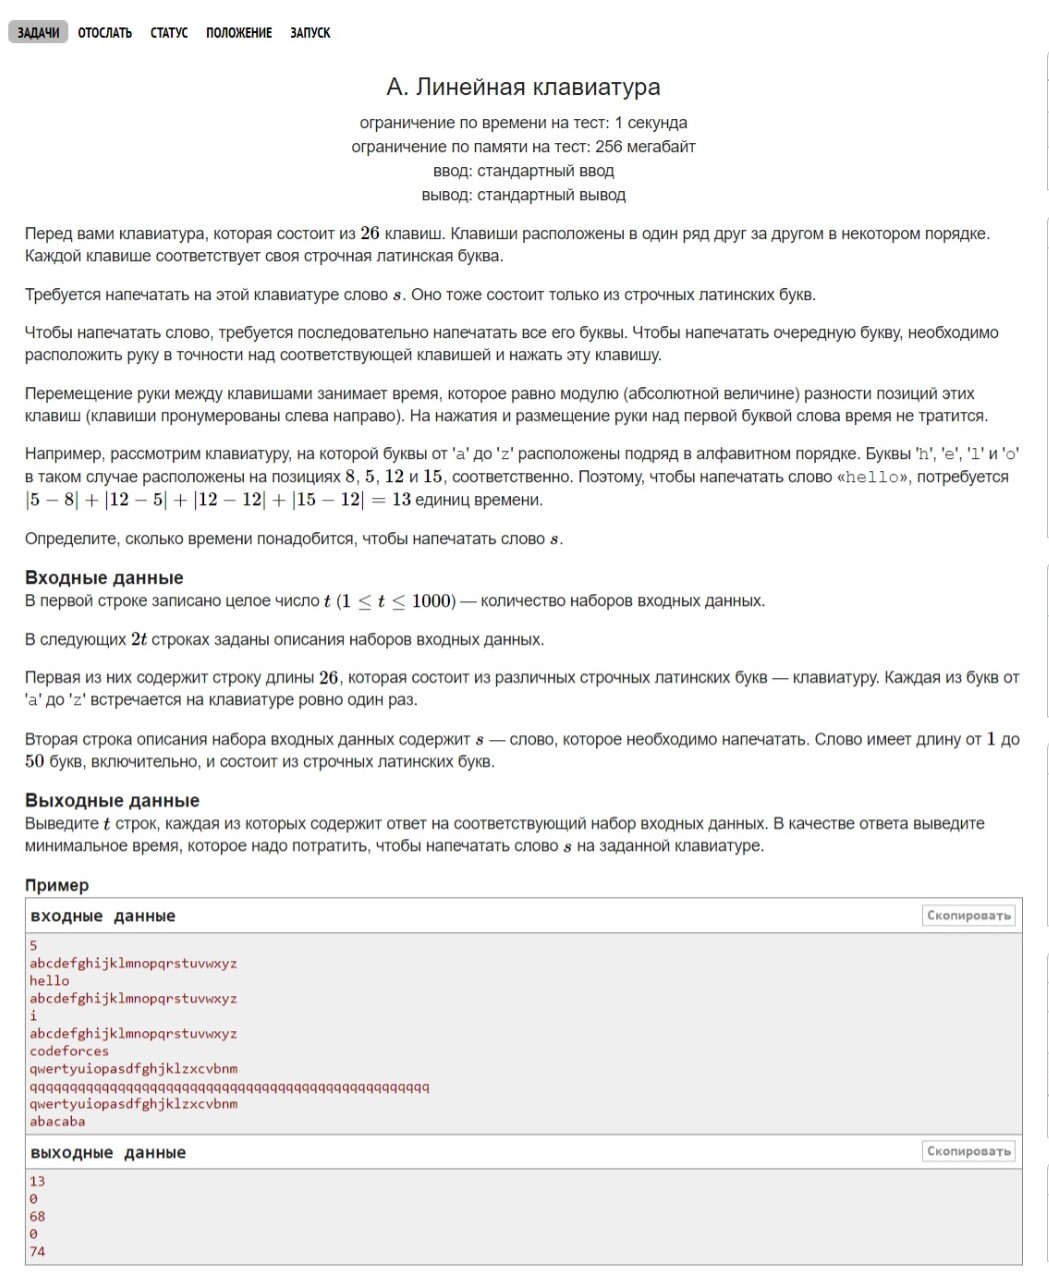 ЗАДАЧИ ОТОСЛАТЬ СТАТУС ПОЛОЖЕНИЕ ЗАПУСК
A. Линейная клавиатура
ограничение по времени на тест: 1 секунда
ограничение по памяти на тест: 256 мегабайт
ввод: стандартный ввод
вывод: стандартный вывод
Перед вами клавиатура, которая состоит из 26 клавиш. Клавиши расположены в один ряд друг за другом в некотором порядке.
Каждой клавише соответствует своя строчная латинская буква.
Требуется напечатать на этой клавиатуре слово s. Оно тоже состоит только из строчных латинских букв.
Чтобы напечатать слово, требуется последовательно напечатать все его буквы. Чтобы напечатать очередную букву, необходимо
расположить руку в точности над соответствующей клавишей и нажать эту клавишу.
Перемещение руки между клавишами занимает время, которое равно модулю (абсолютной величине) разности позиций этих
клавиш (клавиши пронумерованы слева направо). На нажатия и размещение руки над первой буквой слова время не тратится.
Например, рассмотрим клавиатуру, на которой буквы от 'a' до 'z' расположены подряд в алфавитном порядке. Буквы 'h', 'e', 'l' и 'o'
в таком случае расположены на позициях 8, 5, 12 и 15, соответственно. Поэтому, чтобы напечатать слово «hello», потребуется
|5 − 8| + |12 − 5| + |12 − 12| + |15 − 12| = 13 единиц времени.
Определите, сколько времени понадобится, чтобы напечатать слово s.
Входные данные
В первой строке записано целое число t (1 ≤ t ≤ 1000) — количество наборов входных данных.
В следующих 2t строках заданы описания наборов входных данных.
Первая из них содержит строку длины 26, которая состоит из различных строчных латинских букв — клавиатуру. Каждая из букв от
'a' до 'z' встречается на клавиатуре ровно один раз.
Вторая строка описания набора входных данных содержит s — слово, которое необходимо напечатать. Слово имеет длину от 1 до
50 букв, включительно, и состоит из строчных латинских букв.
Выходные данные
Выведите t строк, каждая из которых содержит ответ на соответствующий набор входных данных. В качестве ответа выведите
минимальное время, которое надо потратить, чтобы напечатать слово s на заданной клавиатуре.
Пример
входные данные Скопировать
5
abcdefghijklmnopqrstuvwxyz
hello
abcdefghijklmnopqrstuvwxyz
i
abcdefghijklmnopqrstuvwxyz
codeforces
qwertyuiopasdfghjklzxcvbnm
qqqqqqqqqqqqqqqqqqqqqqqqqqqqqqqqqqqqqqqqqqqqqqqqqq
qwertyuiopasdfghjklzxcvbnm
abacaba
выходные данные Скопировать
13
0
68
0
74